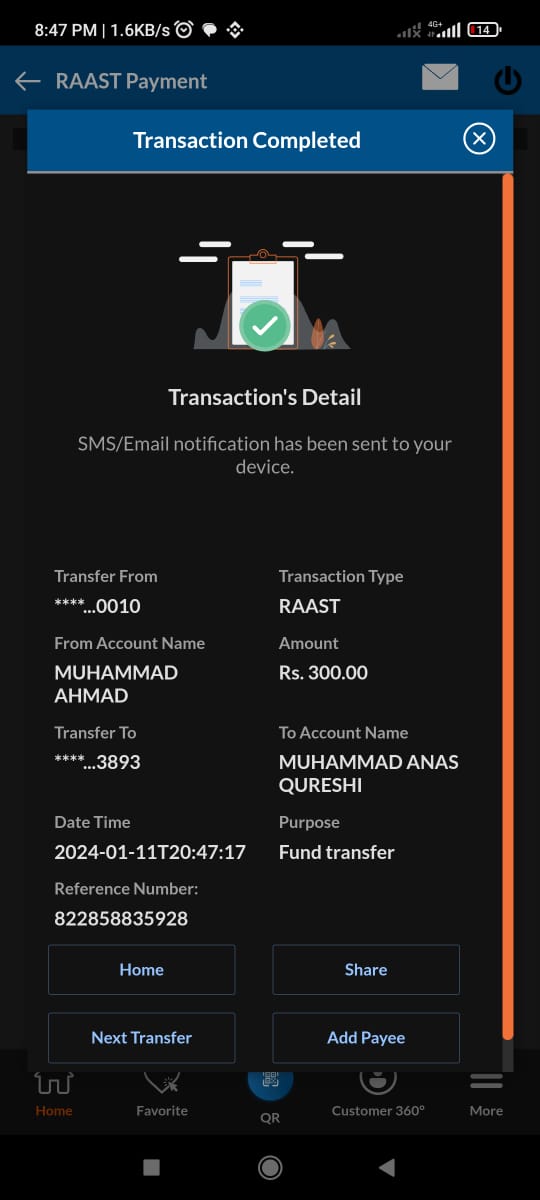 8:47 PM | 1.6KB/s
4G+
14
RAAST Payment
Transaction Completed
Transaction's Detail
SMS/Email notification has been sent to your
device.
Transfer From
Transaction Type
****...0010
RAAST
From Account Name
Amount
MUHAMMAD
AHMAD
Rs. 300.00
Transfer To
To Account Name
****...3893
MUHAMMAD ANAS
QURESHI
Date Time
Purpose
2024-01-11T20:47:17
Fund transfer
Reference Number:
822858835928
Home
Share
Next Transfer
Add Payee
Home
Favorite
QR
Customer 360°
More